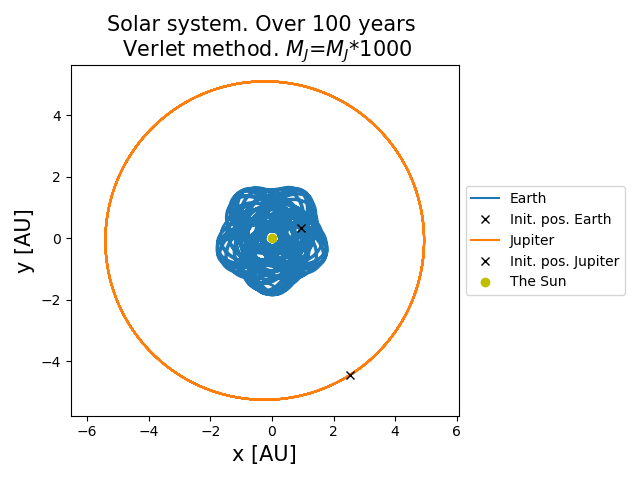 Solar system. Over 100 years
Verlet method. $M_J$=$M_J$*1000
y [AU]
4
2
0
−2
−4
−6
−4
−2
0
2
4
6
x [AU]
Earth
Init. pos. Earth
Jupiter
Init. pos. Jupiter
The Sun